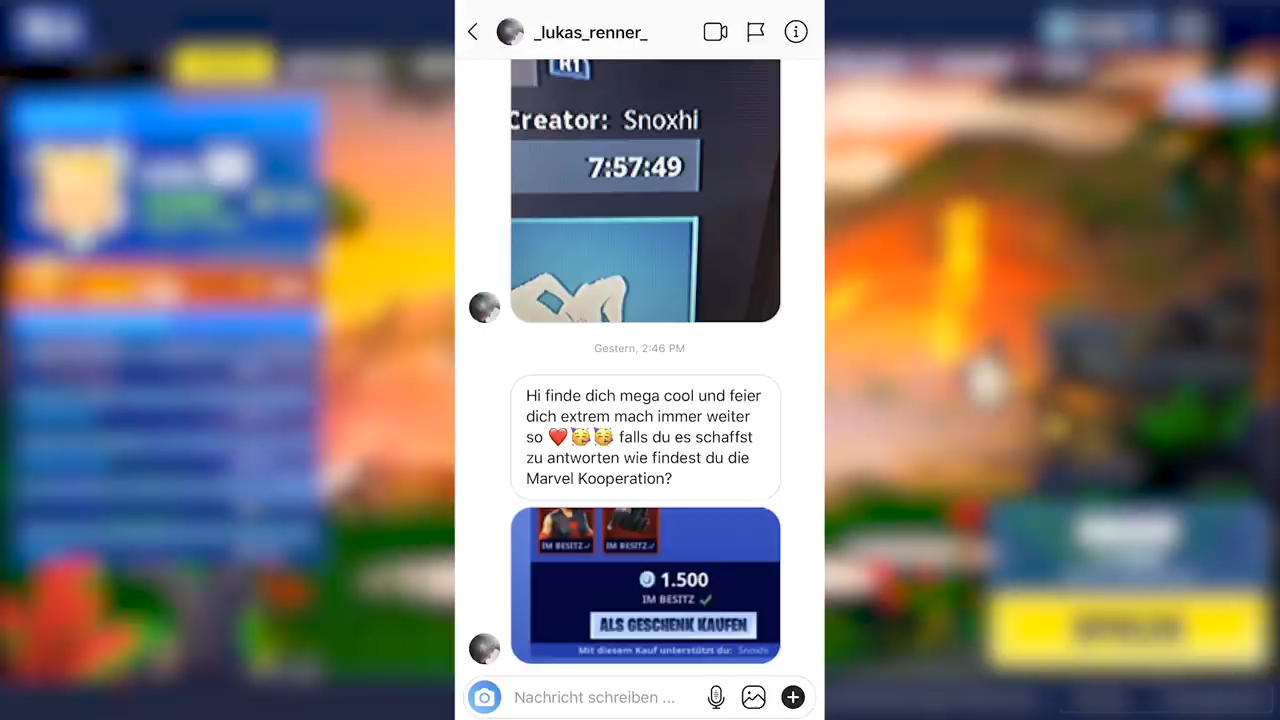 _lukas_renner_
R1
Creator: Snoxhi
7:57:49
Gestern, 2:46 PM
Hi finde dich mega cool und feier
dich extrem mach immer weiter
so ❤️🥳🥳 falls du es schaffst
zu antworten wie findest du die
Marvel Kooperation?
IM BESITZ✓ IM BESITZ✓
1.500
IM BESITZ ✓
ALS GESCHENK KAUFEN
Mit diesem Kauf unterstützt du: Snoxhi
Nachricht schreiben ...